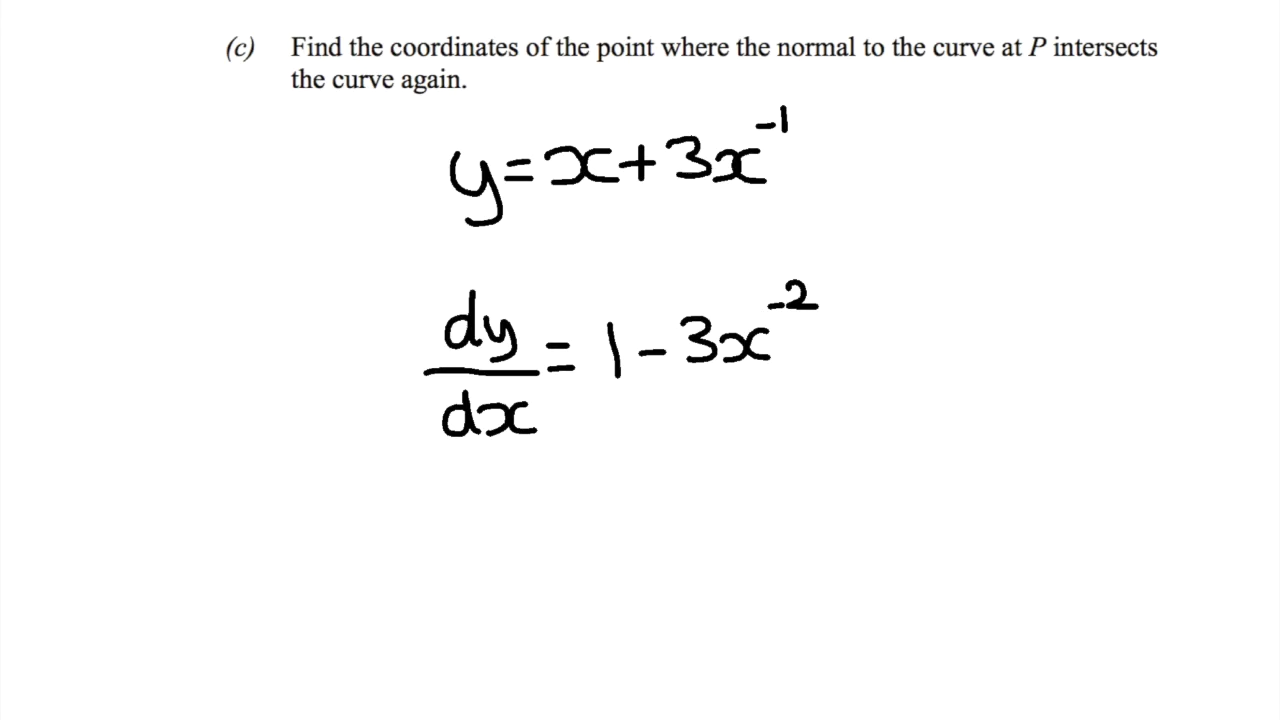 (c) Find the coordinates of the point where the normal to the curve at P intersects
the curve again.
y = x + 3x⁻¹
dy/dx = 1 - 3x⁻²